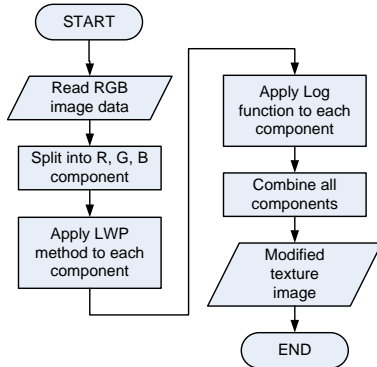 START
Read RGB
image data
Split into R, G, B
component
Apply LWP
method to each
component
Apply Log
function to each
component
Combine all
components
Modified
texture
image
END